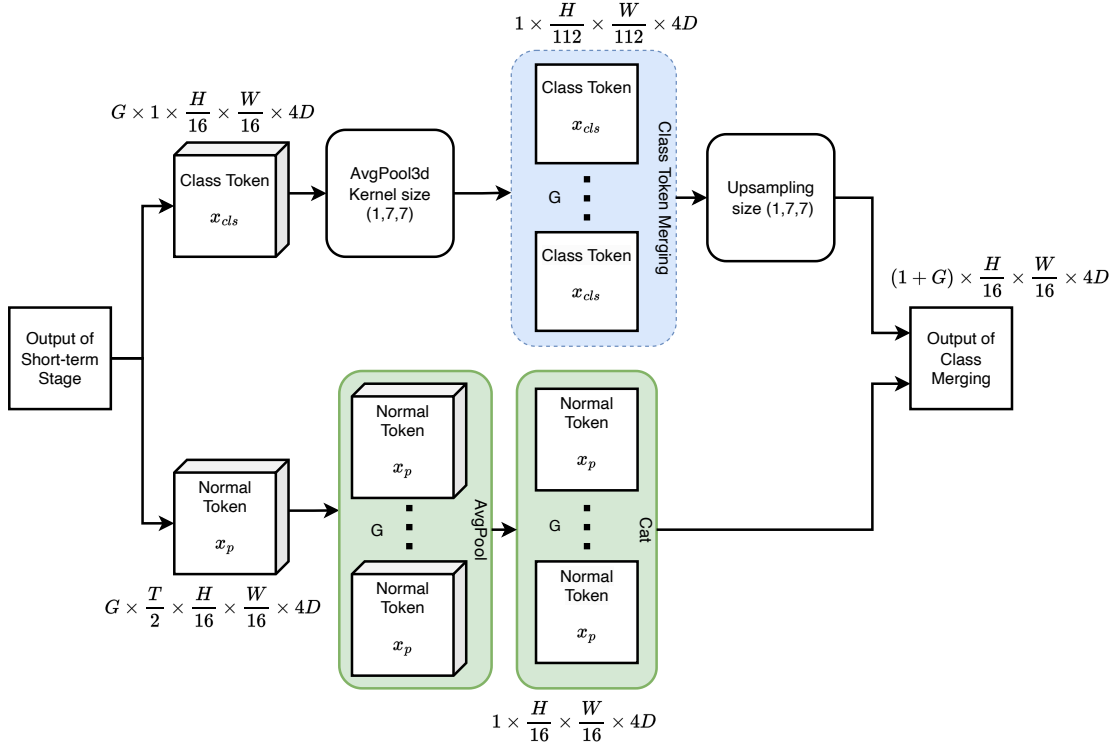 1 × H/112 × W/112 × 4D
G × 1 × H/16 × W/16 × 4D
Class Token
x_cls
AvgPool3d
Kernel size
(1,7,7)
Class Token
x_cls
G
Class Token
x_cls
Class Token Merging
Upsampling
size (1,7,7)
(1 + G) × H/16 × W/16 × 4D
Output of
Short-term
Stage
Output of
Class
Merging
Normal
Token
x_p
G × T/2 × H/16 × W/16 × 4D
Normal
Token
x_p
G
Normal
Token
x_p
AvgPool
Normal
Token
x_p
G
Normal
Token
x_p
Cat
1 × H/16 × W/16 × 4D